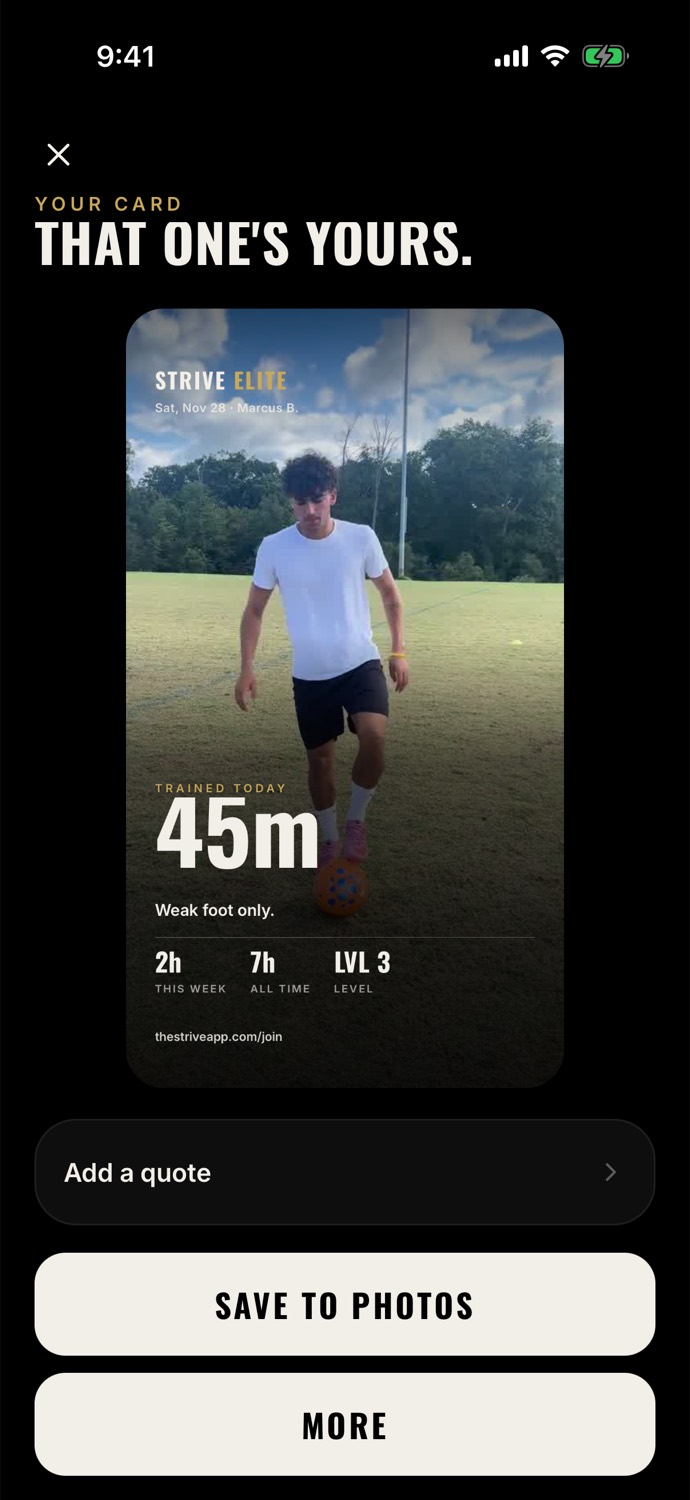 9:41
YOUR CARD
THAT ONE'S YOURS.
STRIVE ELITE
Sat, Nov 28 · Marcus B.
TRAINED TODAY
45m
Weak foot only.
2h 7h LVL 3
THIS WEEK ALL TIME LEVEL
thestriveapp.com/join
Add a quote
SAVE TO PHOTOS
MORE